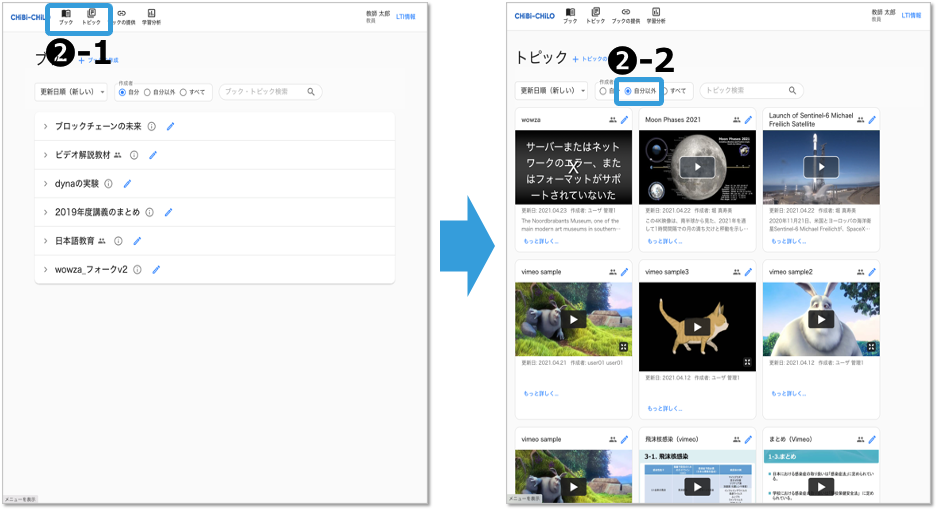 CHiBi-CHiLO
ブック
トピック
ブックの提供
学習分析
教師 太郎
教員
LTI情報
❷-1
ブック
更新日順（新しい）
作成者
自分
自分以外
すべて
ブック・トピック検索
ブロックチェーンの未来
ビデオ解説教材
dynaの実験
2019年度講義のまとめ
日本語教育
wowza_フォークv2
メニューを表示
CHiBi-CHiLO
ブック
トピック
ブックの提供
学習分析
教師 太郎
教員
LTI情報
トピック
トピックの
❷-2
更新日順（新しい）
作成者
自分以外
すべて
トピック検索
wowza
サーバーまたはネット
ワークのエラー、また
はフォーマットがサポ
ートされていない
更新日: 2021.04.23 作成者: ユーザ 管理1
The Noordbrabants Museum, one of the
main modern art museums in southern...
もっと詳しく...
Moon Phases 2021
Moon Phases 2021
更新日: 2021.04.22
この4K映像は、南半球から見た、2021年を通
して1時間間隔での月の満ち欠けと秤動を示し...
もっと詳しく...
Launch of Sentinel-6 Michael
Freilich Satellite
更新日: 2021.04.22
2020年11月21日、米国とヨーロッパの海洋衛
星Sentinel-6 Michael Freilichが、SpaceX...
もっと詳しく...
vimeo sample
更新日: 2021.04.21 作成者: user01 user01
もっと詳しく...
vimeo sample3
更新日: 2021.04.12 作成者: ユーザ 管理1
もっと詳しく...
vimeo sample2
更新日: 2021.04.12 作成者: ユーザ 管理1
もっと詳しく...
vimeo sample
飛沫核感染（vimeo）
3-1. 飛沫核感染
まとめ（Vimeo）
1-3.まとめ
メニューを表示